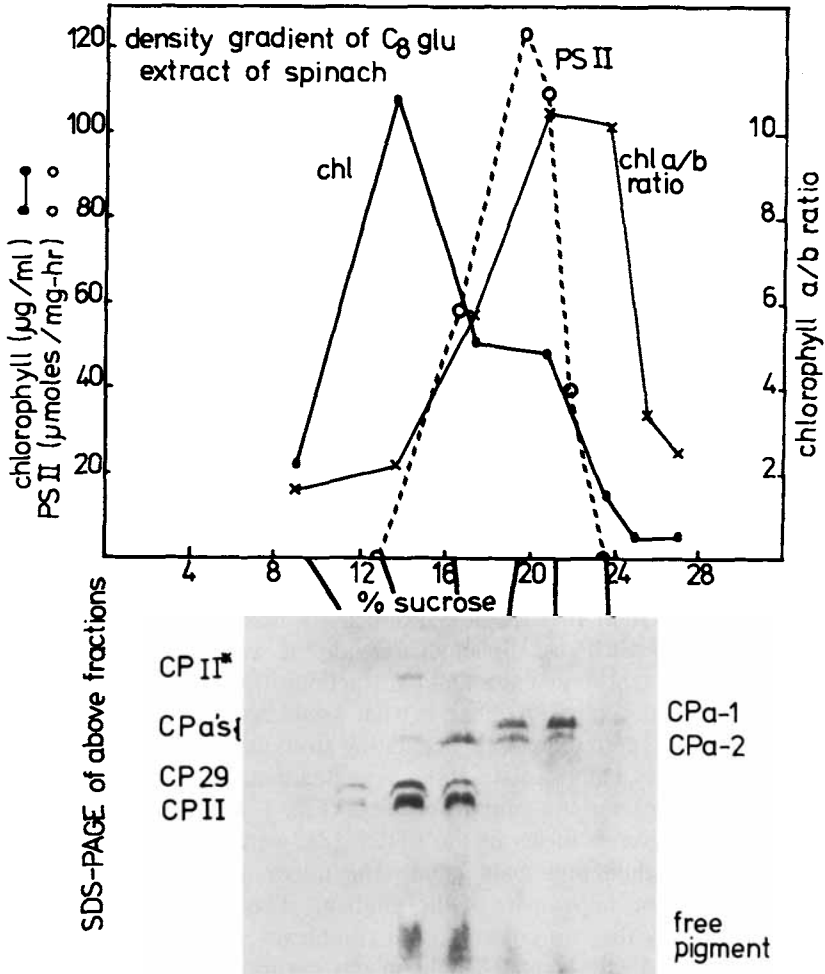 density gradient of C8 glu
extract of spinach
PS II
chl
chl a/b
ratio
120
100
80
60
40
20
10
8
6
4
2
4
8
12
16
20
24
28
% sucrose
chlorophyll (µg/ml)
PS II (µmoles/mg-hr)
chlorophyll a/b ratio
SDS-PAGE of above fractions
CP II*
CPa's{
CP29
CPII
CPa-1
CPa-2
free
pigment